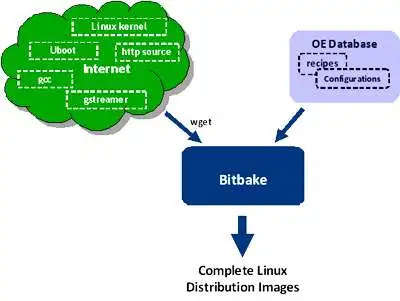 Linux kernel
Uboot
http source
Internet
gcc
gstreamer
OE Database
recipes
Configurations
wget
Bitbake
Complete Linux
Distribution Images